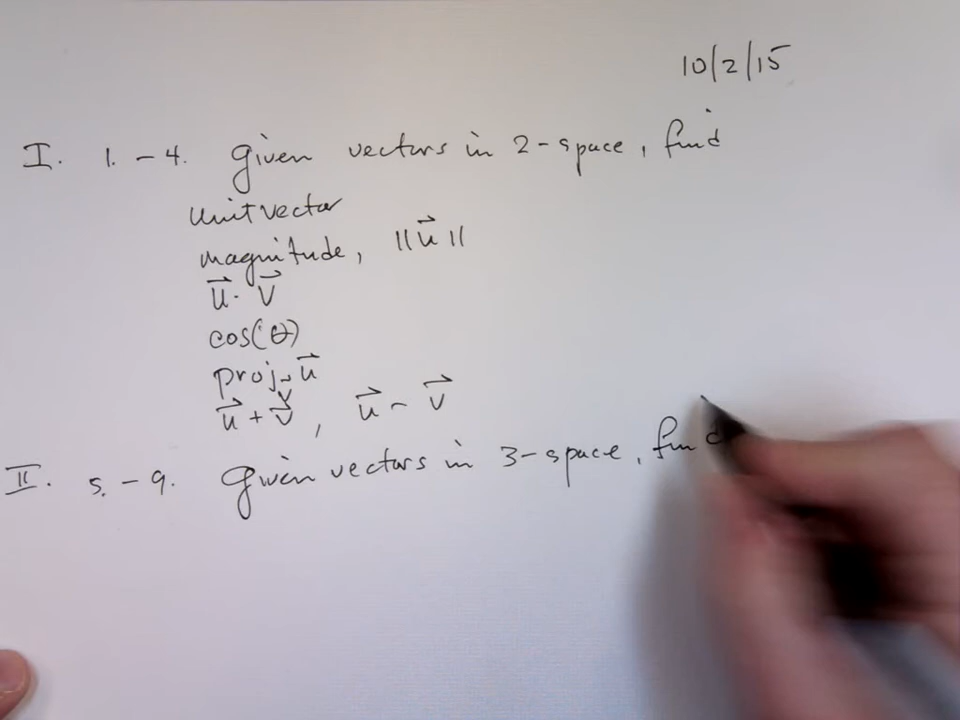 10/2/15
I. 1. – 4. Given vectors in 2-space, find
unit vector
magnitude, ||u⃗||
u⃗ · v⃗
cos(θ)
proj_v⃗ u⃗
u⃗ + v⃗, u⃗ – v⃗
II. 5. – 9. Given vectors in 3-space, find